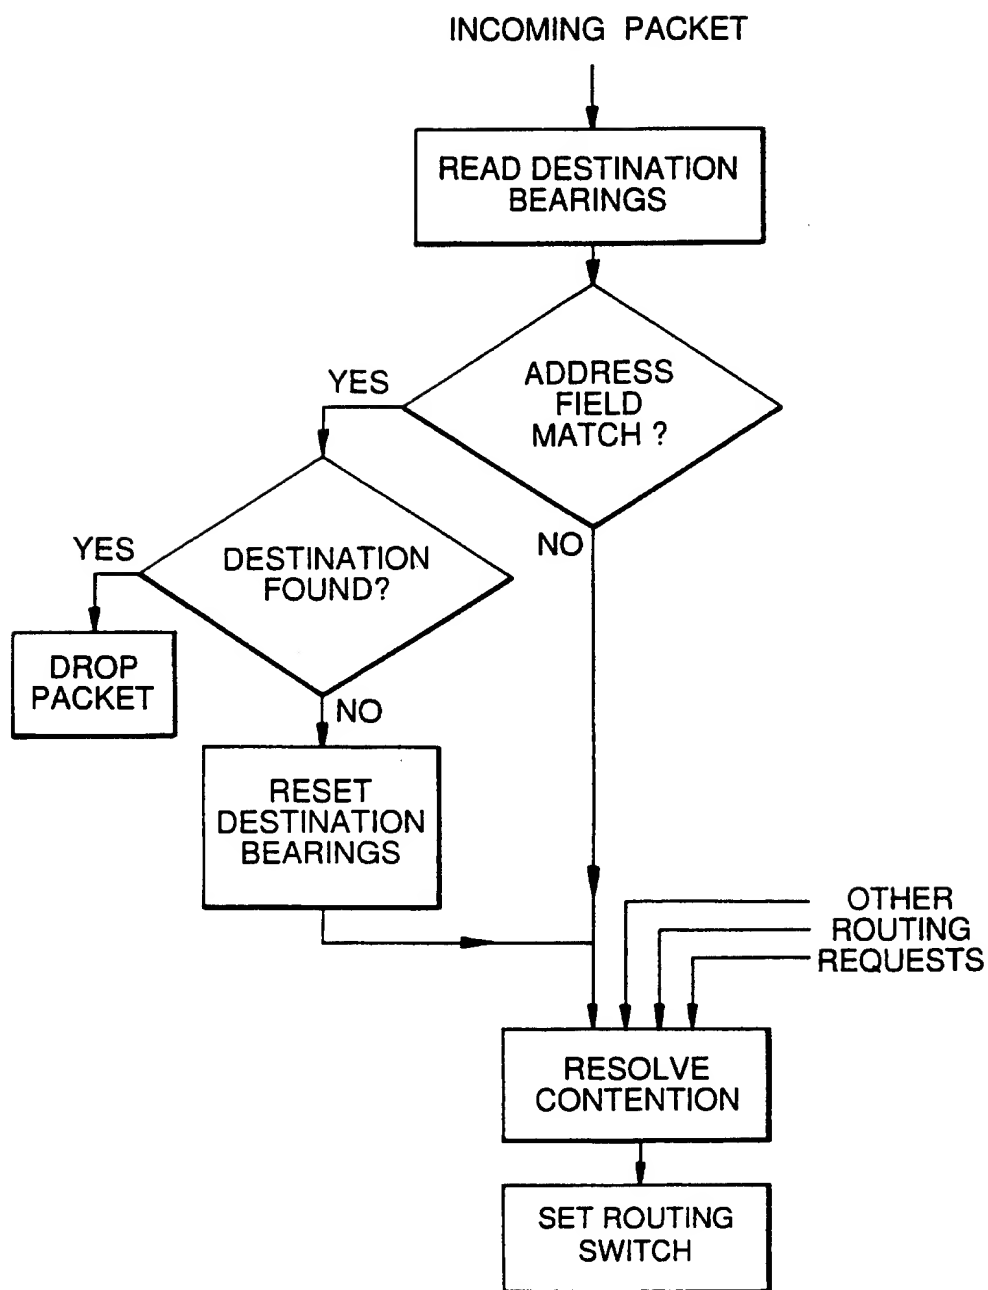 INCOMING PACKET
READ DESTINATION
BEARINGS
ADDRESS
FIELD
MATCH ?
YES
NO
DESTINATION
FOUND?
YES
DROP
PACKET
NO
RESET
DESTINATION
BEARINGS
OTHER
ROUTING
REQUESTS
RESOLVE
CONTENTION
SET ROUTING
SWITCH